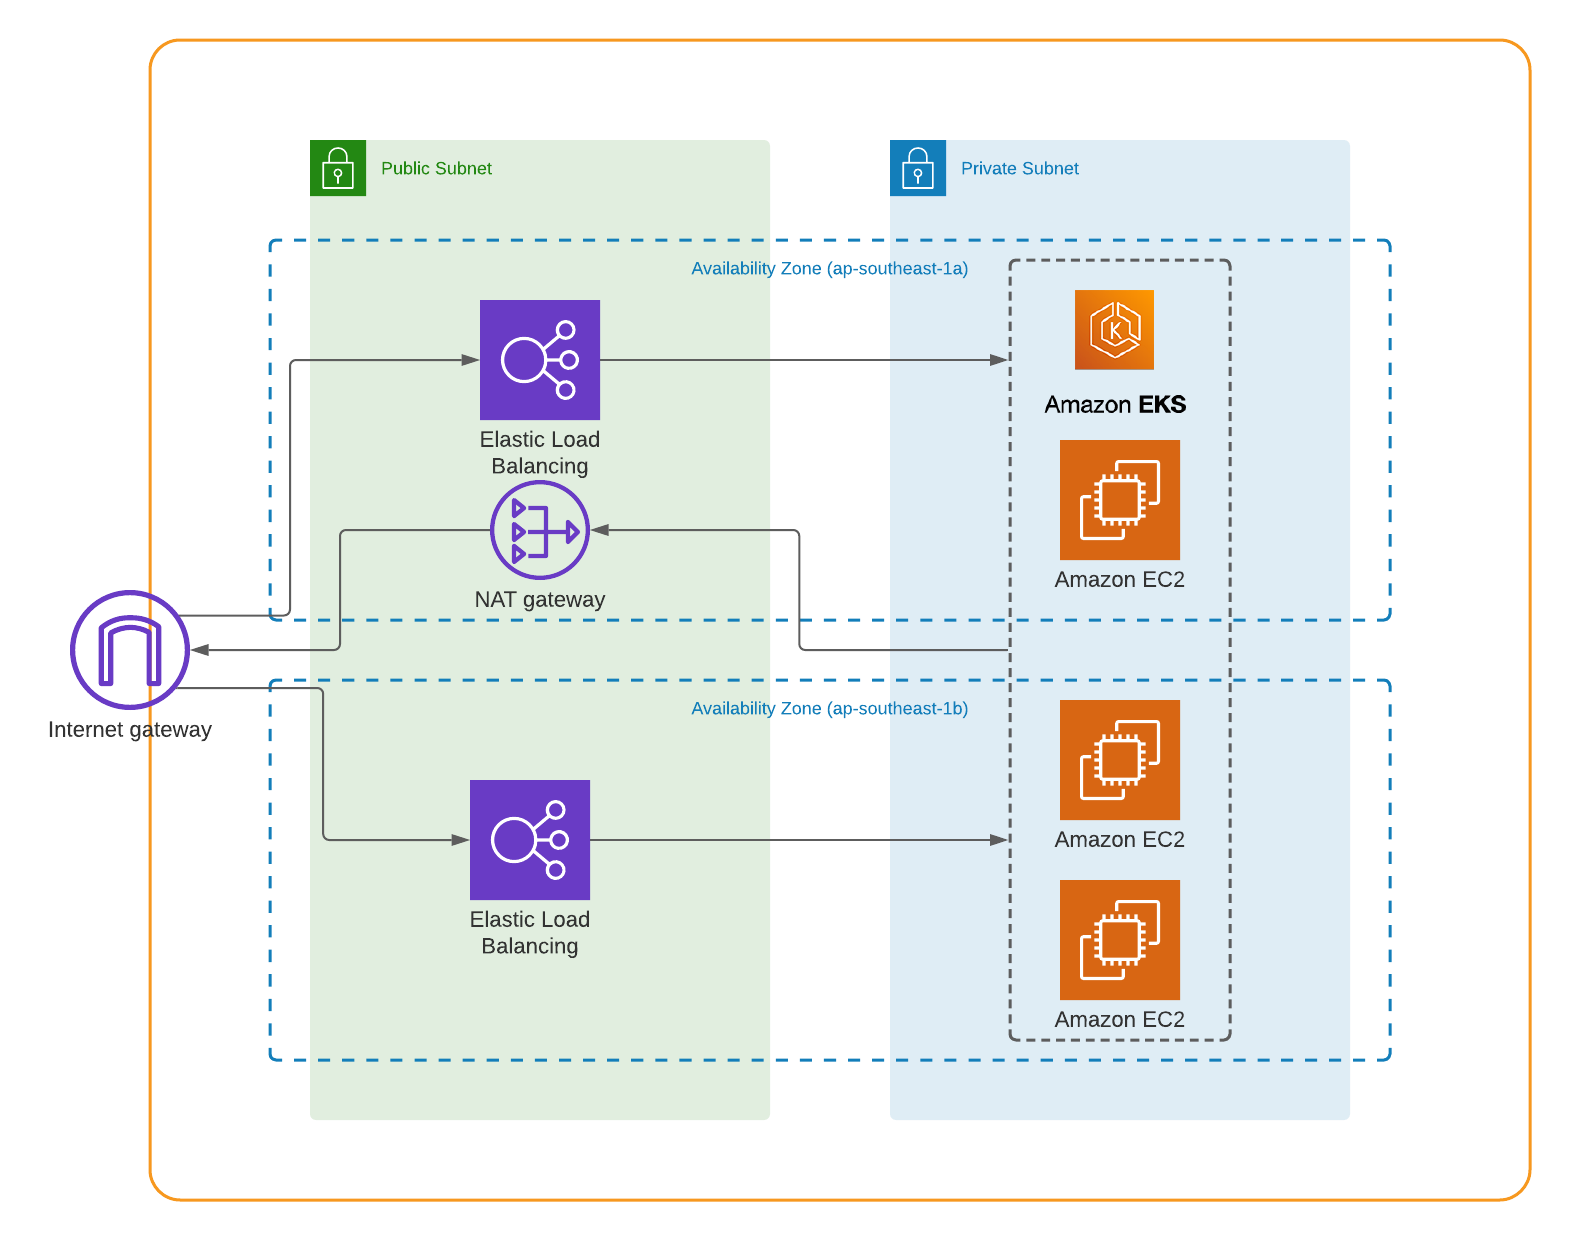 Public Subnet
Private Subnet
Availability Zone (ap-southeast-1a)
Amazon EKS
Elastic Load
Balancing
Amazon EC2
NAT gateway
Internet gateway
Availability Zone (ap-southeast-1b)
Amazon EC2
Elastic Load
Balancing
Amazon EC2